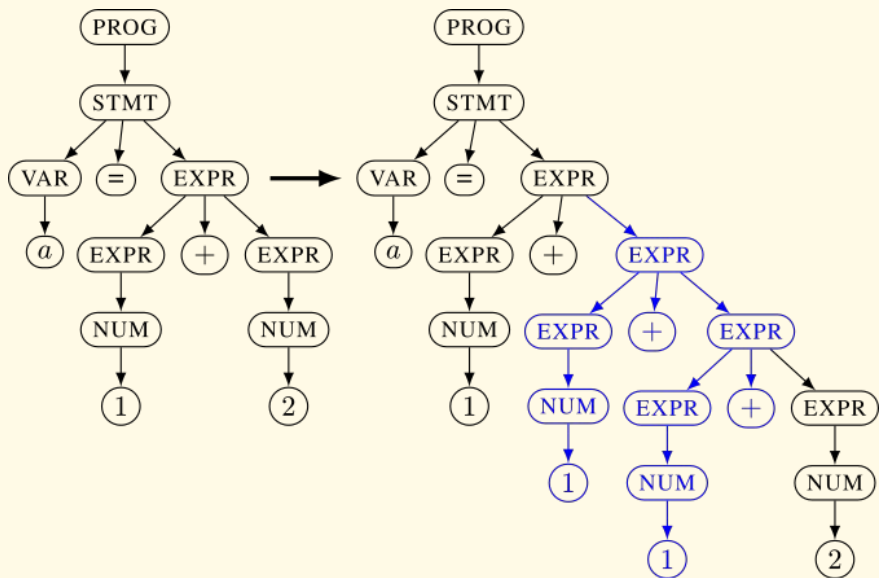 PROG PROG
STMT STMT
VAR = EXPR VAR = EXPR
a EXPR + EXPR a EXPR + EXPR
NUM NUM NUM EXPR + EXPR
1 2 1 NUM EXPR + EXPR
1 NUM NUM
1 2